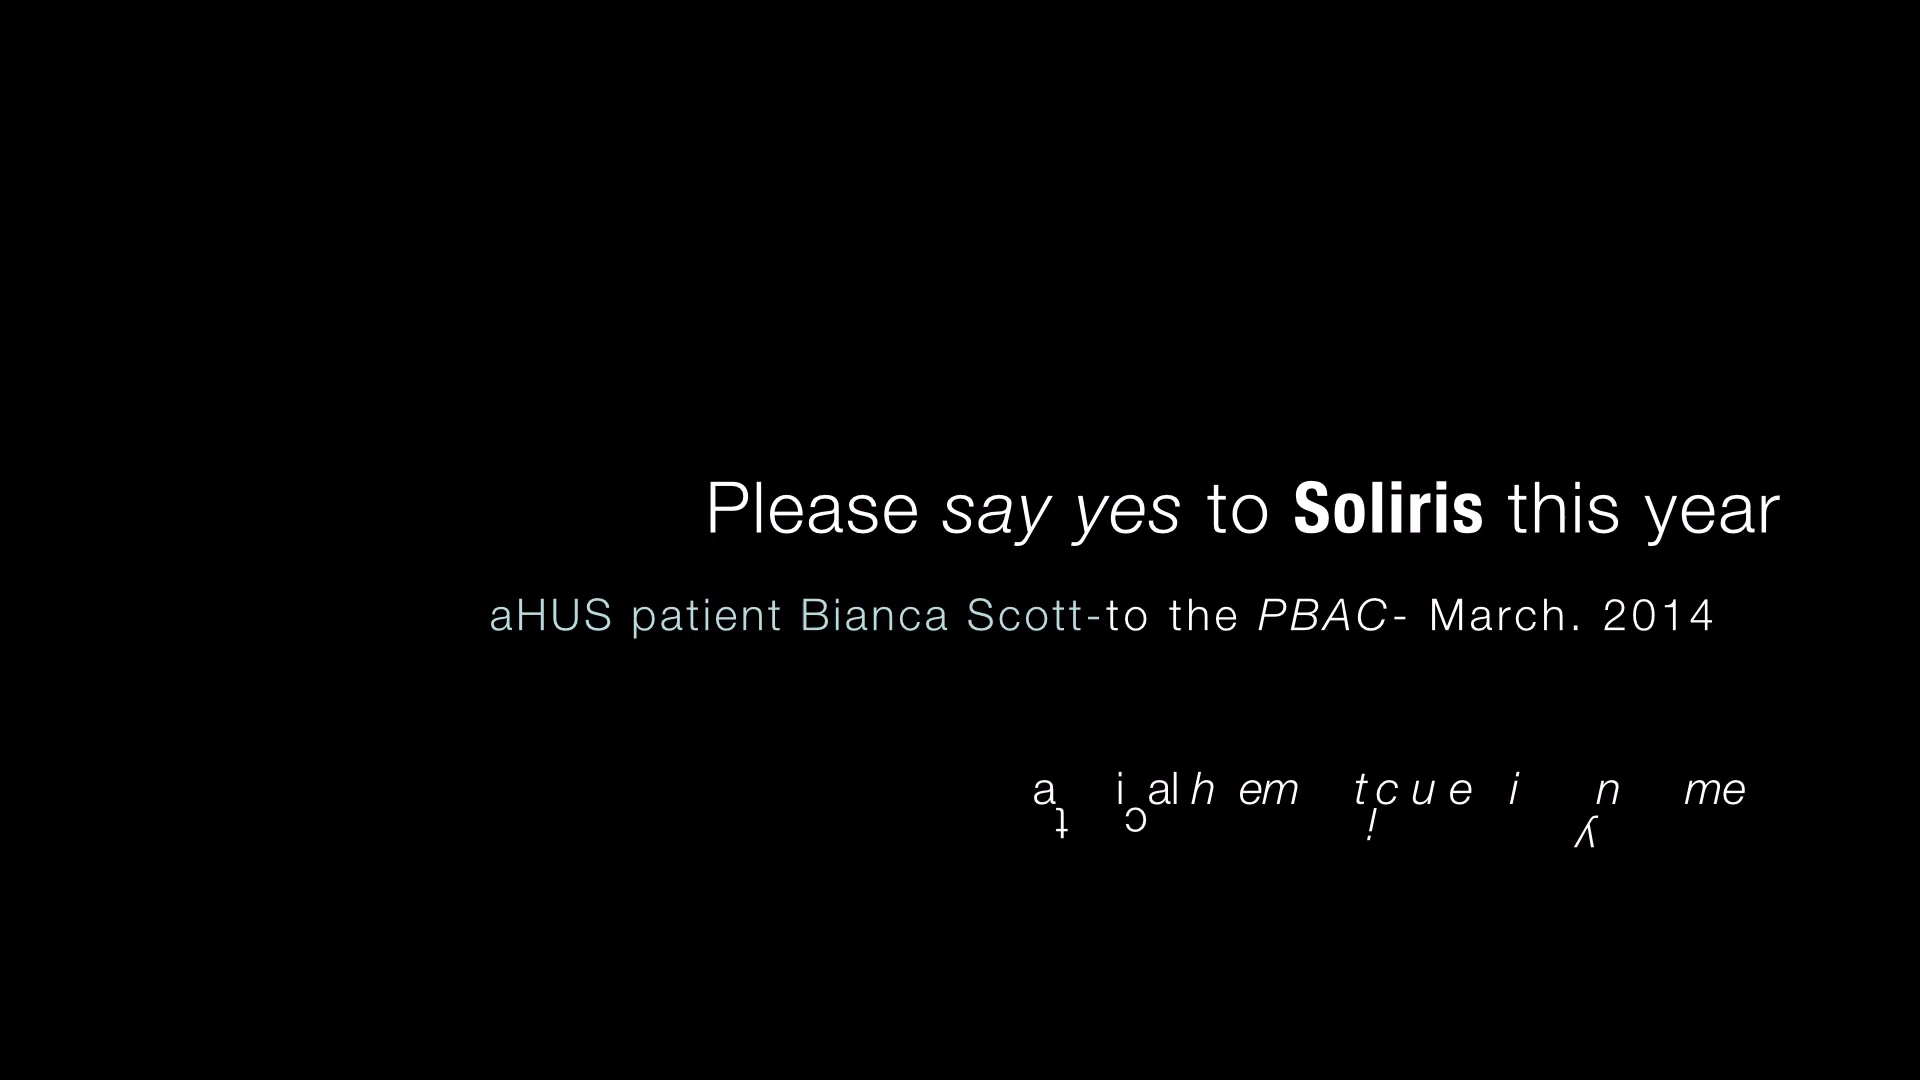 Please say yes to Soliris this year
aHUS patient Bianca Scott-to the PBAC- March. 2014